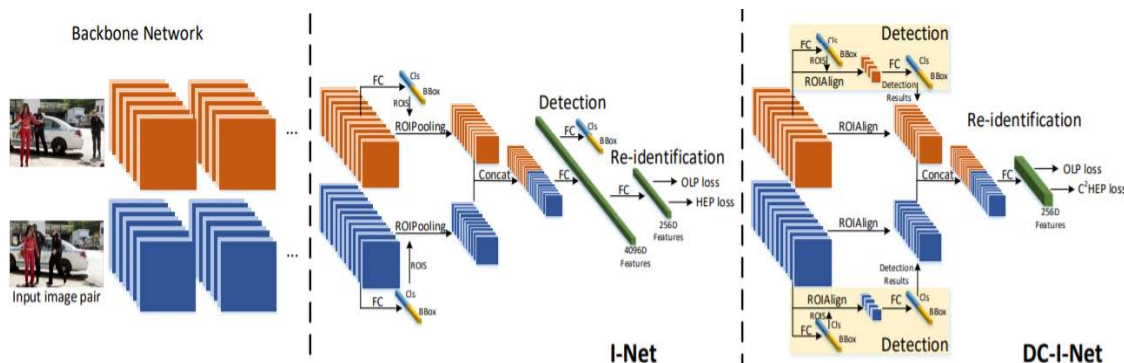 Backbone Network
Input image pair
...
...
FC
Cls
BBox
ROIS
ROIPooling
Concat
FC
ROIPooling
ROIS
FC
Cls
BBox
Detection
FC
Cls
BBox
Re-identification
FC
OLP loss
HEP loss
256D
Features
4096D
Features
I-Net
Detection
FC
Cls
BBox
ROIS
ROIAlign
FC
Cls
BBox
Detection
Results
ROIAlign
Concat
FC
Re-identification
OLP loss
C²HEP loss
256D
Features
ROIAlign
Detection
Results
ROIAlign
ROIS
FC
Cls
BBox
FC
Cls
BBox
Detection
DC-I-Net